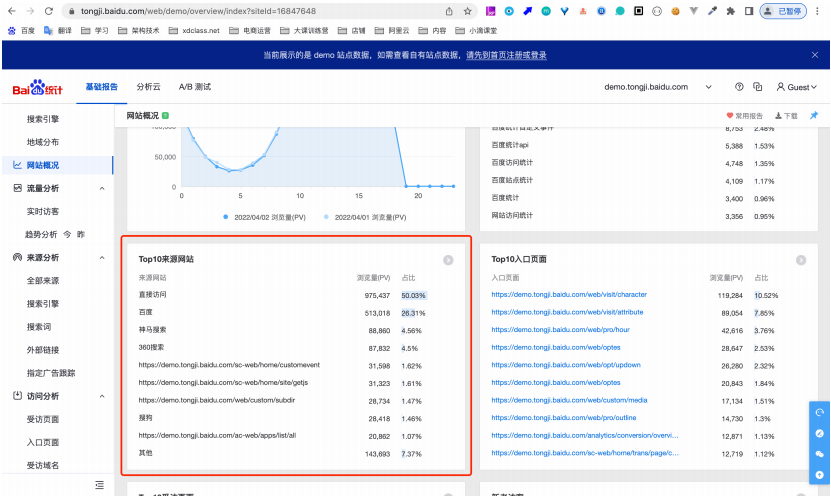 tongji.baidu.com/web/demo/overview/index?siteId=16847648
已暂停
百度 翻译 学习 架构技术 xdclass.net 电商运营 大课训练营 店铺 阿里云 内容 小滴课堂
当前展示的是 demo 站点数据，如需查看自有站点数据，请先到首页注册或登录
Bai du 统计 基础报告 分析云 A/B 测试 demo.tongji.baidu.com Guest
网站概况 常用报告 下载
搜索引擎
地域分布
网站概况
流量分析
实时访客
趋势分析 今 昨
来源分析
全部来源
搜索引擎
搜索词
外部链接
指定广告跟踪
访问分析
受访页面
入口页面
受访域名
100,000
50,000
0
0 5 10 15 20
2022/04/02 浏览量(PV) 2022/04/01 浏览量(PV)
百度统计自定义事件 8,753 2.48%
百度统计api 5,388 1.53%
百度访问统计 4,748 1.35%
百度站点统计 4,109 1.17%
百度统计 3,400 0.96%
网站访问统计 3,356 0.95%
Top10来源网站
来源网站 浏览量(PV) 占比
直接访问 975,437 50.03%
百度 513,018 26.31%
神马搜索 88,860 4.56%
360搜索 87,832 4.5%
https://demo.tongji.baidu.com/sc-web/home/customevent 31,598 1.62%
https://demo.tongji.baidu.com/sc-web/home/site/getjs 31,323 1.61%
https://demo.tongji.baidu.com/web/custom/subdir 28,734 1.47%
搜狗 28,418 1.46%
https://demo.tongji.baidu.com/ac-web/apps/list/all 20,862 1.07%
其他 143,693 7.37%
Top10入口页面
入口页面 浏览量(PV) 占比
https://demo.tongji.baidu.com/web/visit/character 119,284 10.52%
https://demo.tongji.baidu.com/web/visit/attribute 89,054 7.85%
https://demo.tongji.baidu.com/web/pro/hour 42,616 3.76%
https://demo.tongji.baidu.com/web/optes 28,647 2.53%
https://demo.tongji.baidu.com/web/opt/updown 26,280 2.32%
https://demo.tongji.baidu.com/web/optes 20,843 1.84%
https://demo.tongji.baidu.com/web/custom/media 17,134 1.51%
https://demo.tongji.baidu.com/web/pro/outline 14,730 1.3%
https://demo.tongji.baidu.com/analytics/conversion/overvi... 12,871 1.13%
https://demo.tongji.baidu.com/sc-web/home/trans/page/c... 12,719 1.12%